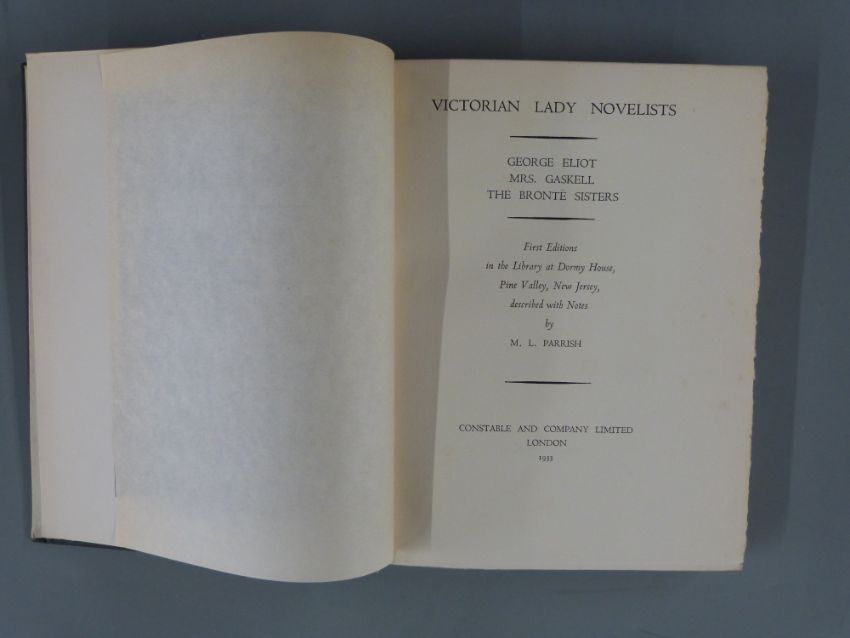 VICTORIAN LADY NOVELISTS
GEORGE ELIOT
MRS. GASKELL
THE BRONTË SISTERS
First Editions
in the Library at Dormy House,
Pine Valley, New Jersey,
described with Notes
by
M. L. PARRISH
CONSTABLE AND COMPANY LIMITED
LONDON
1933